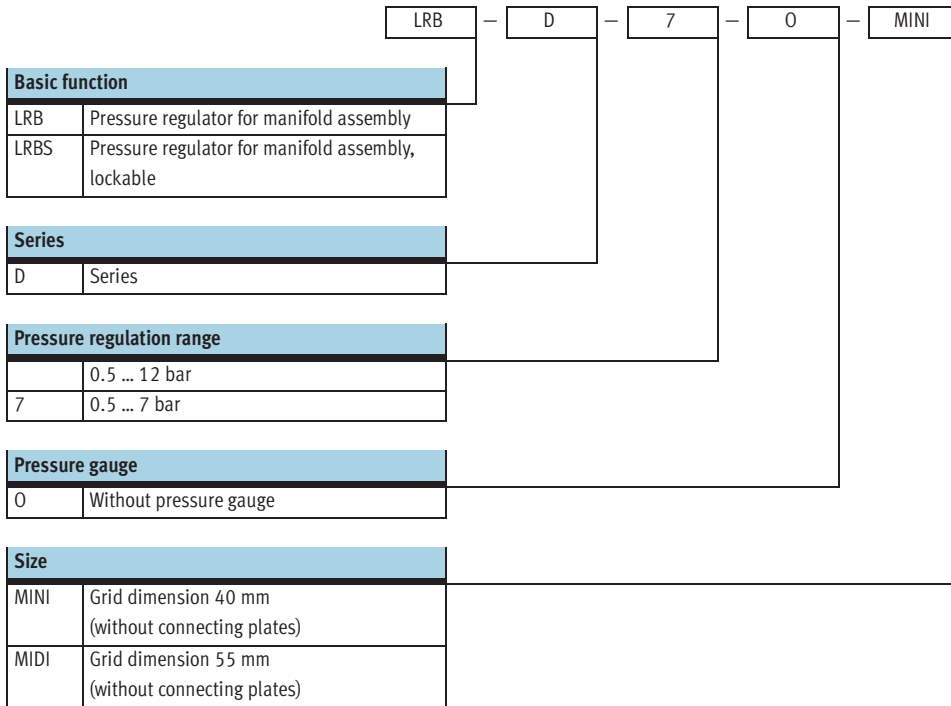 LRB – D – 7 – O – MINI
Basic function
LRB Pressure regulator for manifold assembly
LRBS Pressure regulator for manifold assembly,
lockable
Series
D Series
Pressure regulation range
0.5 … 12 bar
7 0.5 … 7 bar
Pressure gauge
O Without pressure gauge
Size
MINI Grid dimension 40 mm
(without connecting plates)
MIDI Grid dimension 55 mm
(without connecting plates)